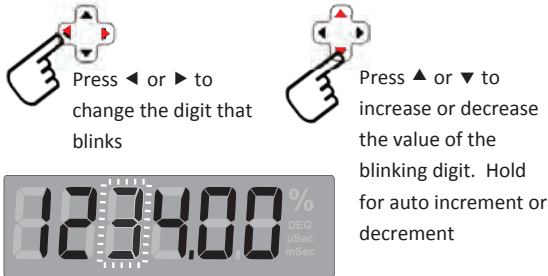 Press ◄ or ► to
change the digit that
blinks
Press ▲ or ▼ to
increase or decrease
the value of the
blinking digit.  Hold
for auto increment or
decrement
1234.00
%
DEG
µSec
mSec